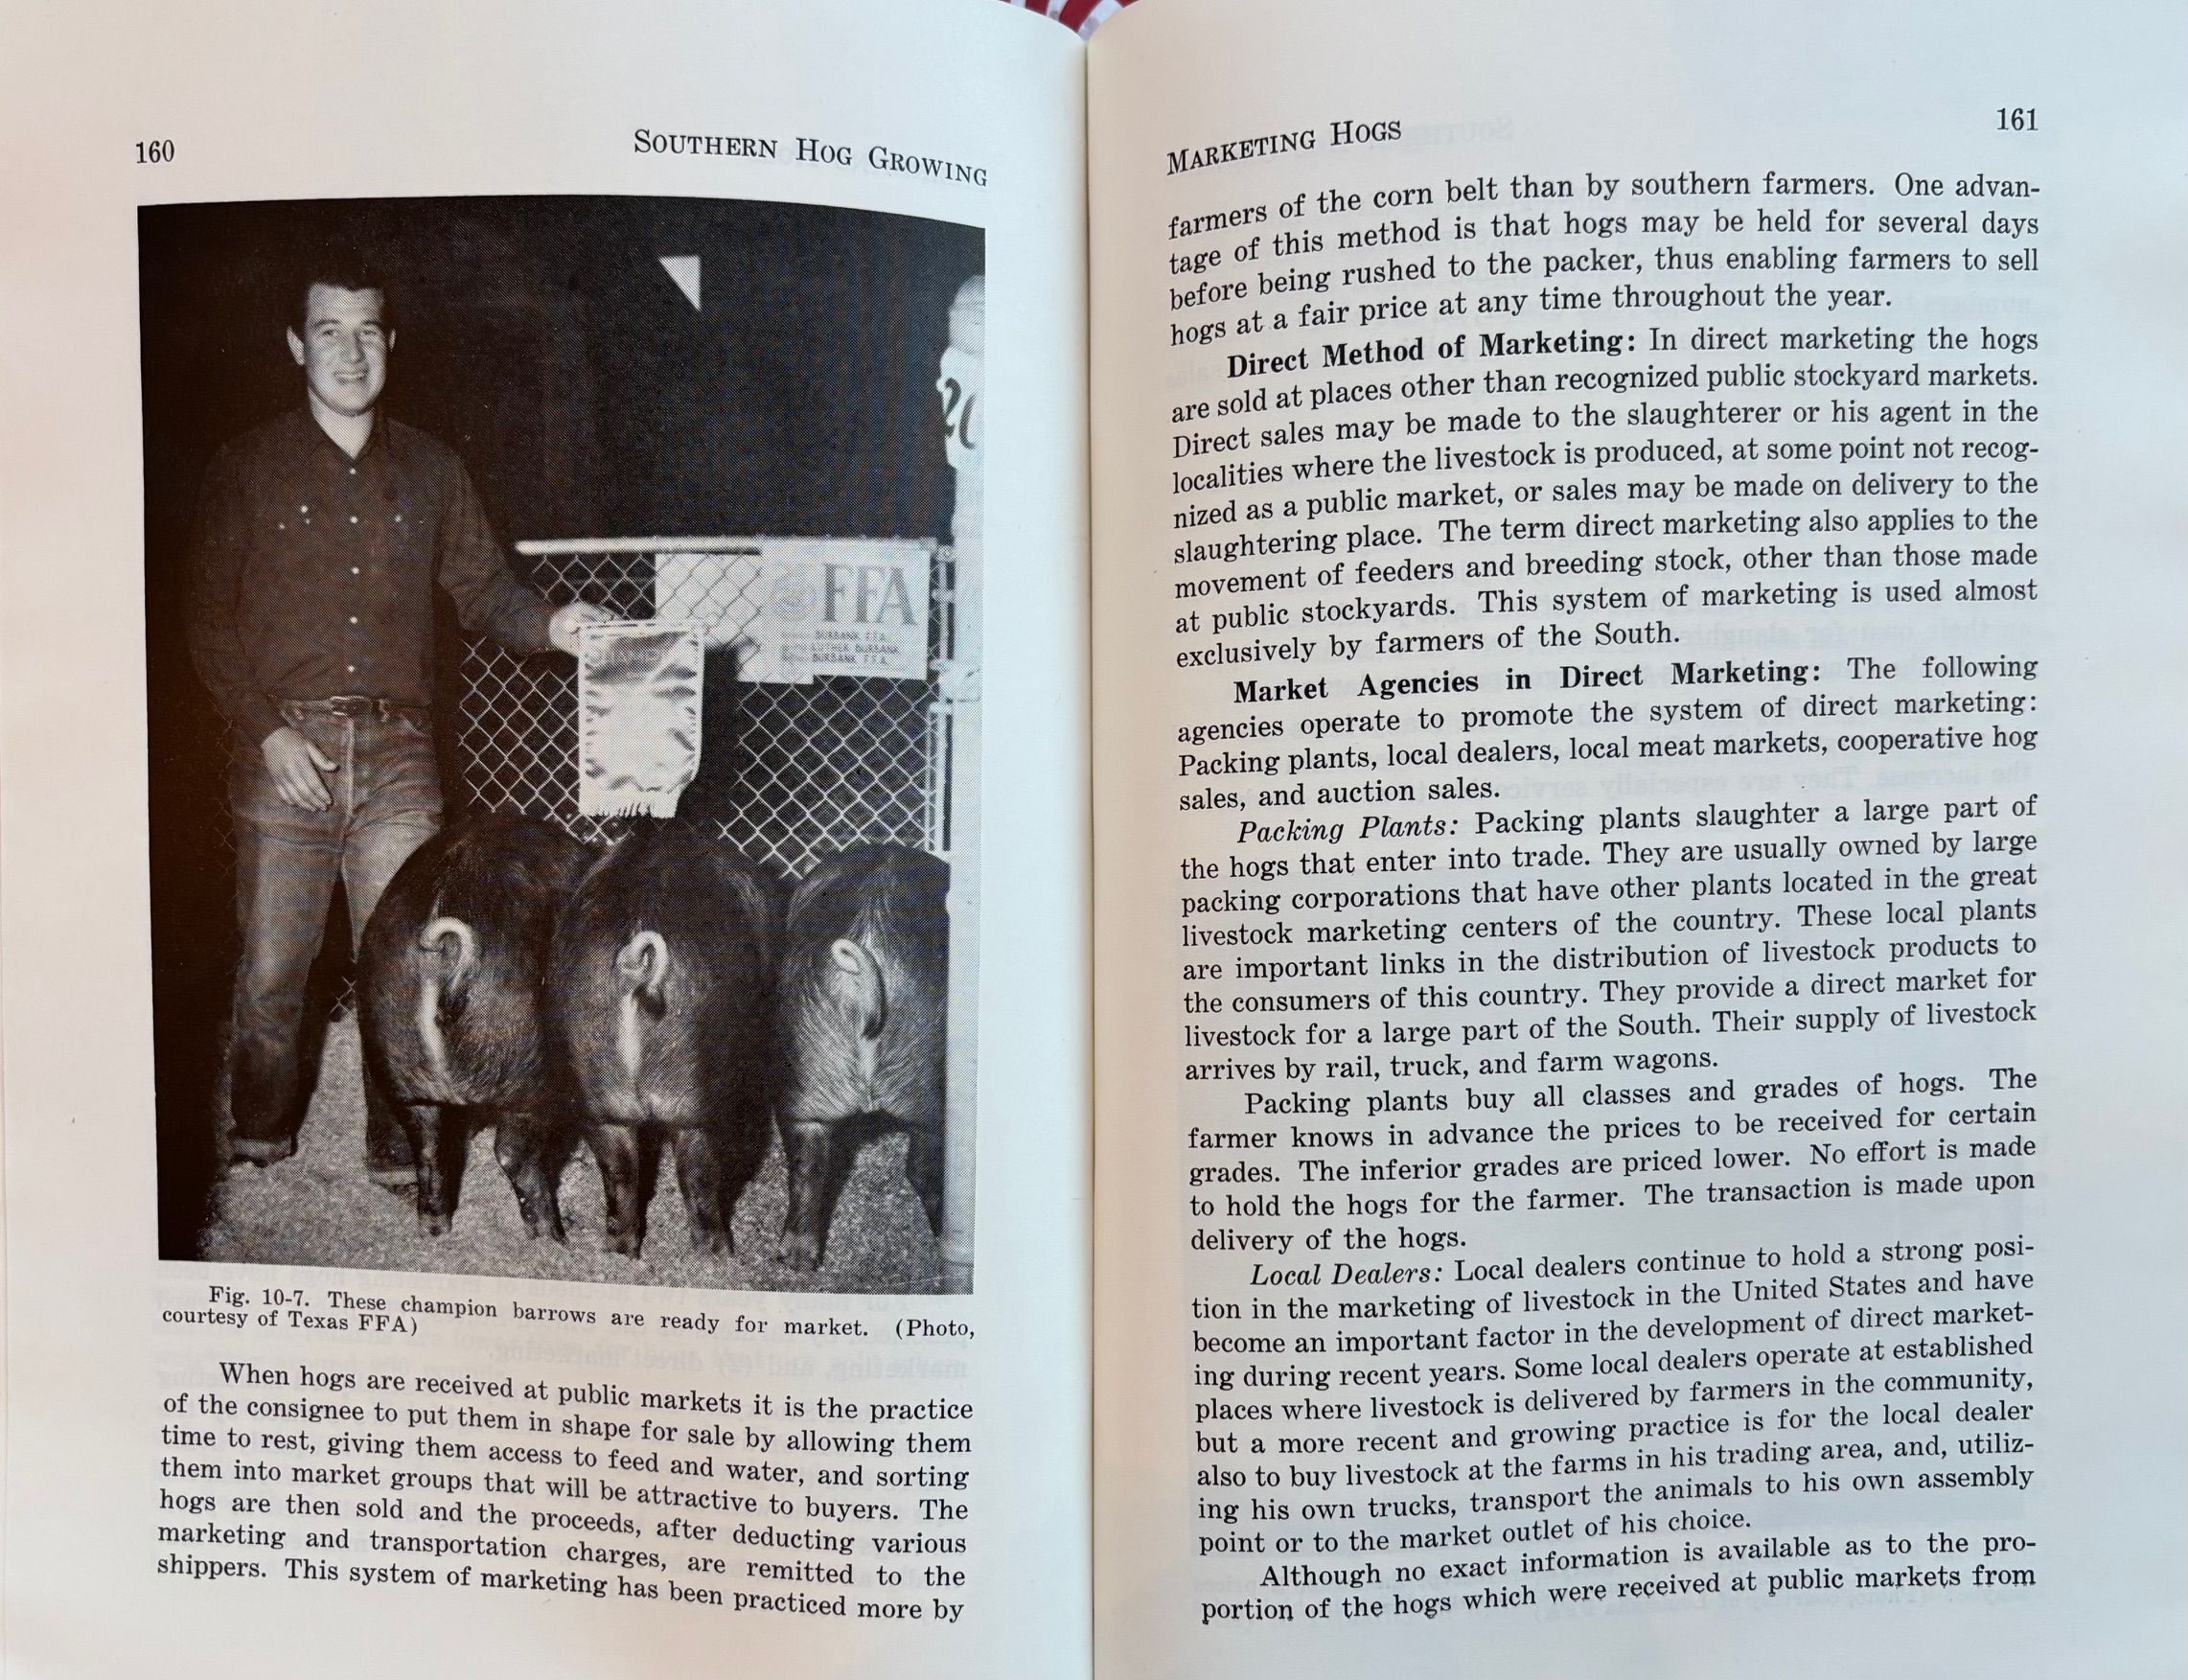 160
SOUTHERN HOG GROWING
20
FFA
BURBANK F.F.A.
LUTHER BURBANK
BURBANK F.F.A.
Fig. 10-7. These champion barrows are ready for market. (Photo,
courtesy of Texas FFA)
When hogs are received at public markets it is the practice
of the consignee to put them in shape for sale by allowing them
time to rest, giving them access to feed and water, and sorting
them into market groups that will be attractive to buyers. The
hogs are then sold and the proceeds, after deducting various
marketing and transportation charges, are remitted to the
shippers. This system of marketing has been practiced more by
MARKETING HOGS
161
farmers of the corn belt than by southern farmers. One advan-
tage of this method is that hogs may be held for several days
before being rushed to the packer, thus enabling farmers to sell
hogs at a fair price at any time throughout the year.
Direct Method of Marketing: In direct marketing the hogs
are sold at places other than recognized public stockyard markets.
Direct sales may be made to the slaughterer or his agent in the
localities where the livestock is produced, at some point not recog-
nized as a public market, or sales may be made on delivery to the
slaughtering place. The term direct marketing also applies to the
movement of feeders and breeding stock, other than those made
at public stockyards. This system of marketing is used almost
exclusively by farmers of the South.
Market Agencies in Direct Marketing: The following
agencies operate to promote the system of direct marketing:
Packing plants, local dealers, local meat markets, cooperative hog
sales, and auction sales.
Packing Plants: Packing plants slaughter a large part of
the hogs that enter into trade. They are usually owned by large
packing corporations that have other plants located in the great
livestock marketing centers of the country. These local plants
are important links in the distribution of livestock products to
the consumers of this country. They provide a direct market for
livestock for a large part of the South. Their supply of livestock
arrives by rail, truck, and farm wagons.
Packing plants buy all classes and grades of hogs. The
farmer knows in advance the prices to be received for certain
grades. The inferior grades are priced lower. No effort is made
to hold the hogs for the farmer. The transaction is made upon
delivery of the hogs.
Local Dealers: Local dealers continue to hold a strong posi-
tion in the marketing of livestock in the United States and have
become an important factor in the development of direct market-
ing during recent years. Some local dealers operate at established
places where livestock is delivered by farmers in the community,
but a more recent and growing practice is for the local dealer
also to buy livestock at the farms in his trading area, and, utiliz-
ing his own trucks, transport the animals to his own assembly
point or to the market outlet of his choice.
Although no exact information is available as to the pro-
portion of the hogs which were received at public markets from